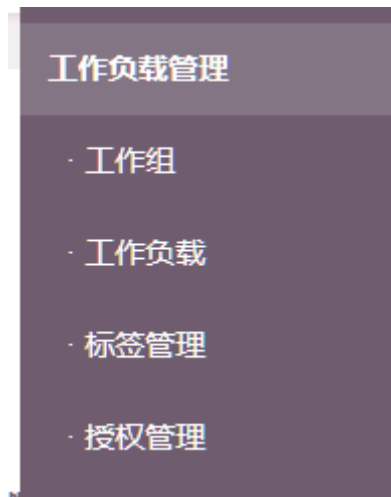 工作负载管理
· 工作组
· 工作负载
· 标签管理
· 授权管理